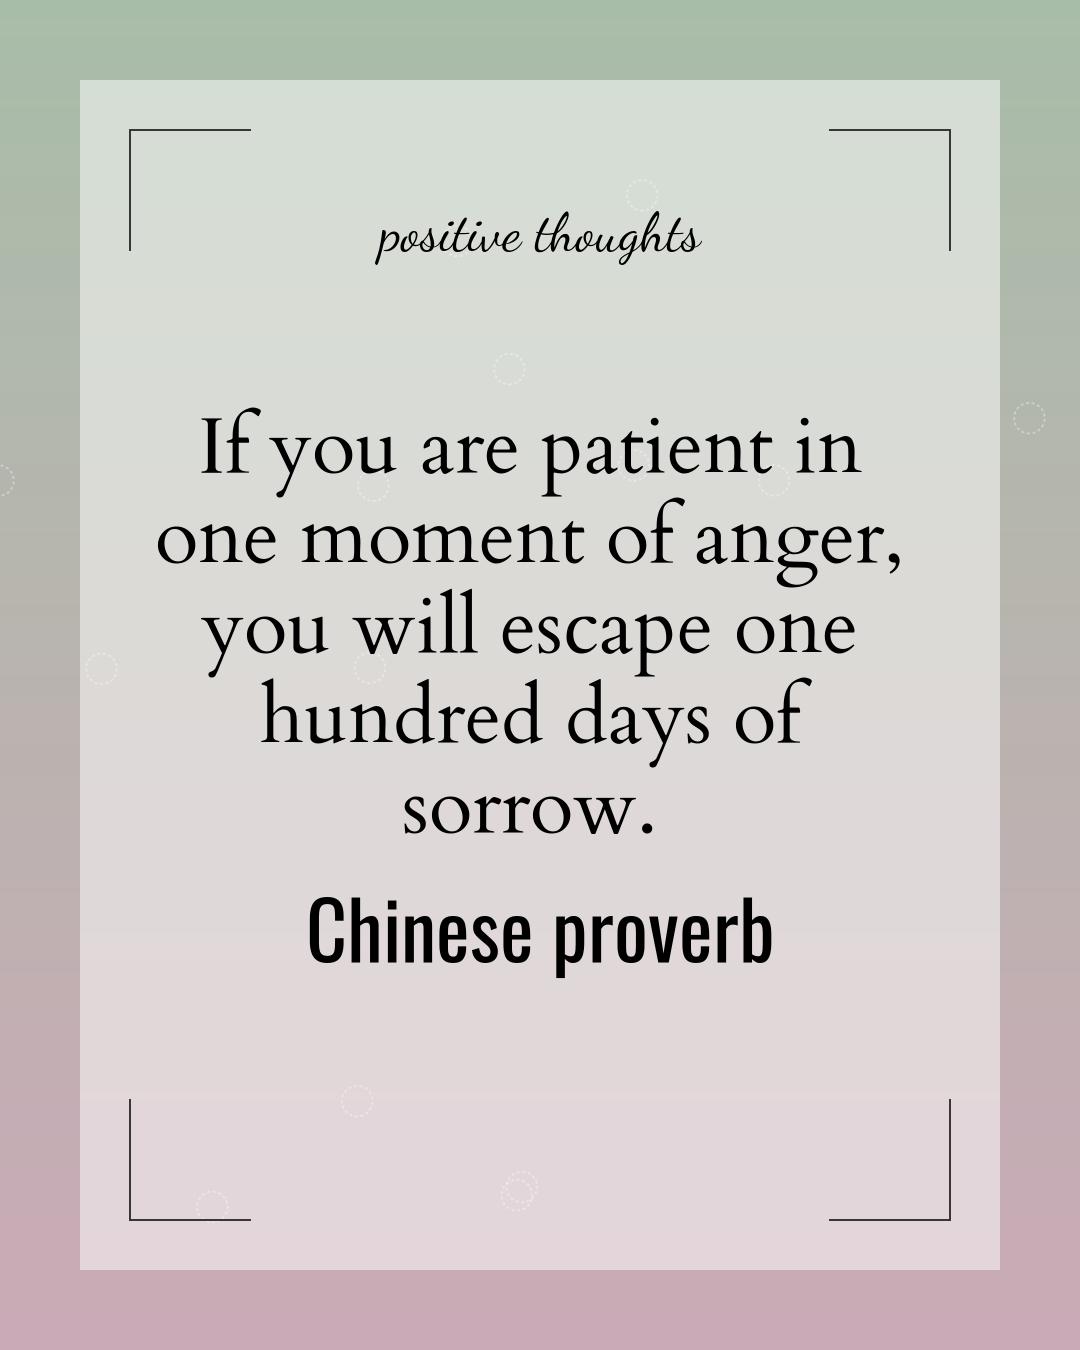 positive thoughts
If you are patient in
one moment of anger,
you will escape one
hundred days of
sorrow.
Chinese proverb